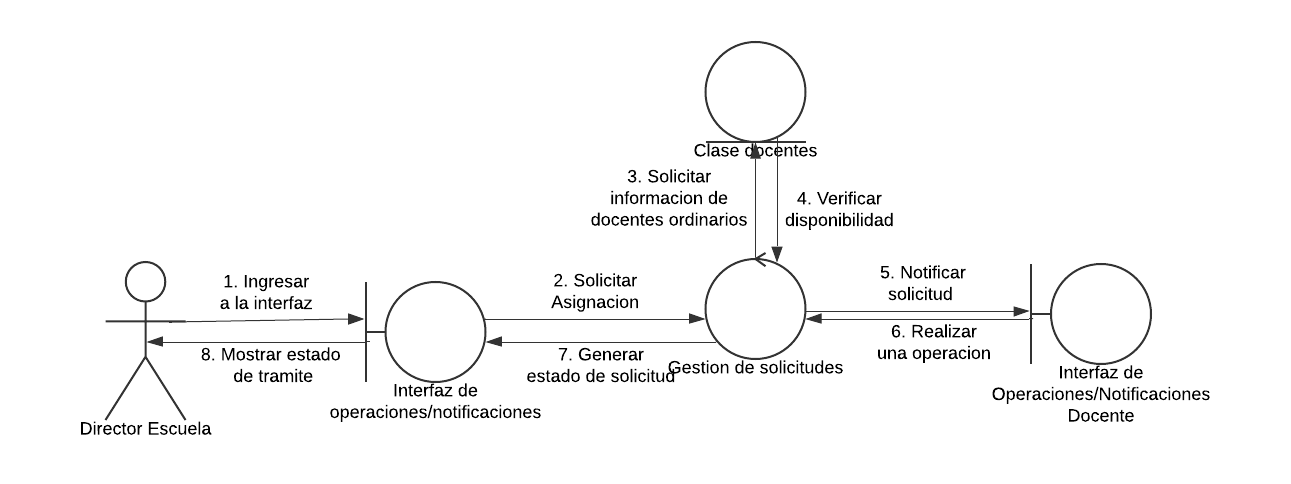 Clase docentes
3. Solicitar
informacion de
docentes ordinarios
4. Verificar
disponibilidad
1. Ingresar
a la interfaz
2. Solicitar
Asignacion
5. Notificar
solicitud
6. Realizar
una operacion
8. Mostrar estado
de tramite
7. Generar
estado de solicitud
Gestion de solicitudes
Interfaz de
operaciones/notificaciones
Interfaz de
Operaciones/Notificaciones
Docente
Director Escuela